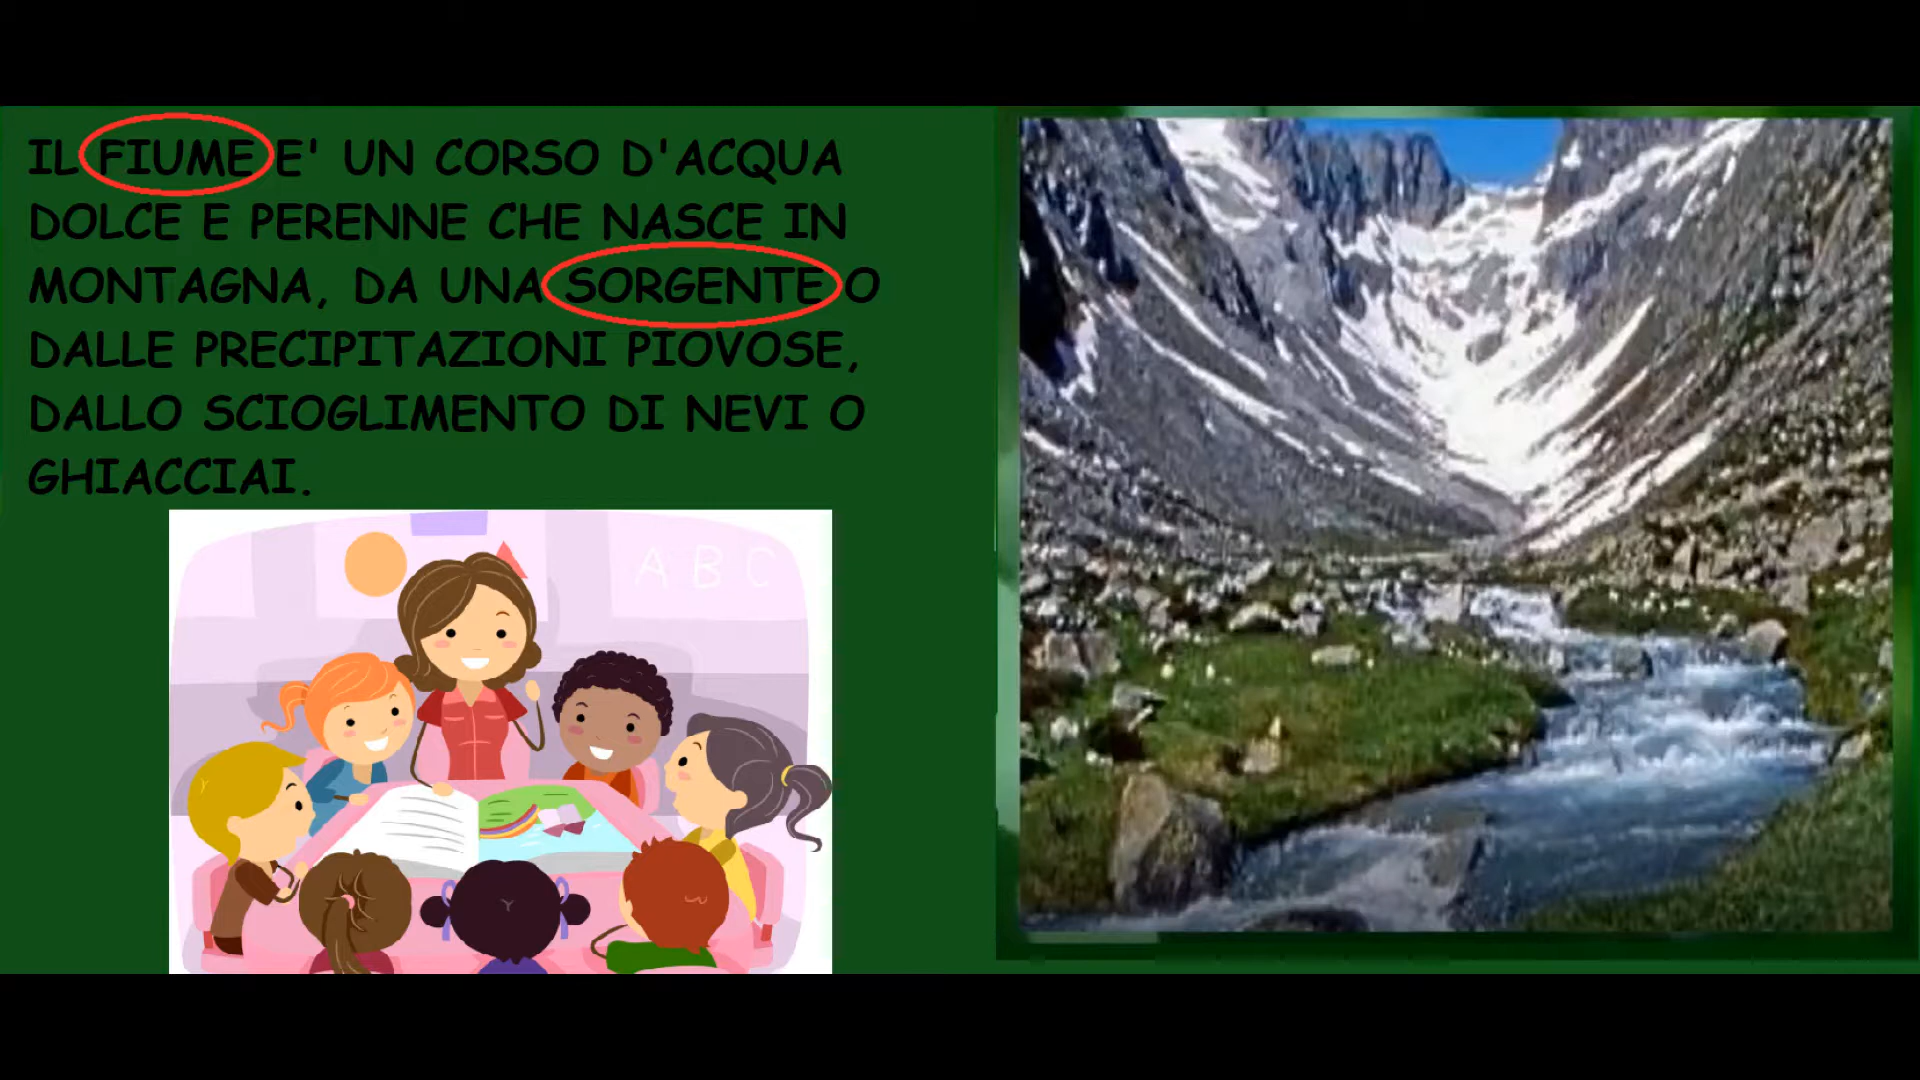 IL FIUME E' UN CORSO D'ACQUA
DOLCE E PERENNE CHE NASCE IN
MONTAGNA, DA UNA SORGENTE O
DALLE PRECIPITAZIONI PIOVOSE,
DALLO SCIOGLIMENTO DI NEVI O
GHIACCIAI.
A B C